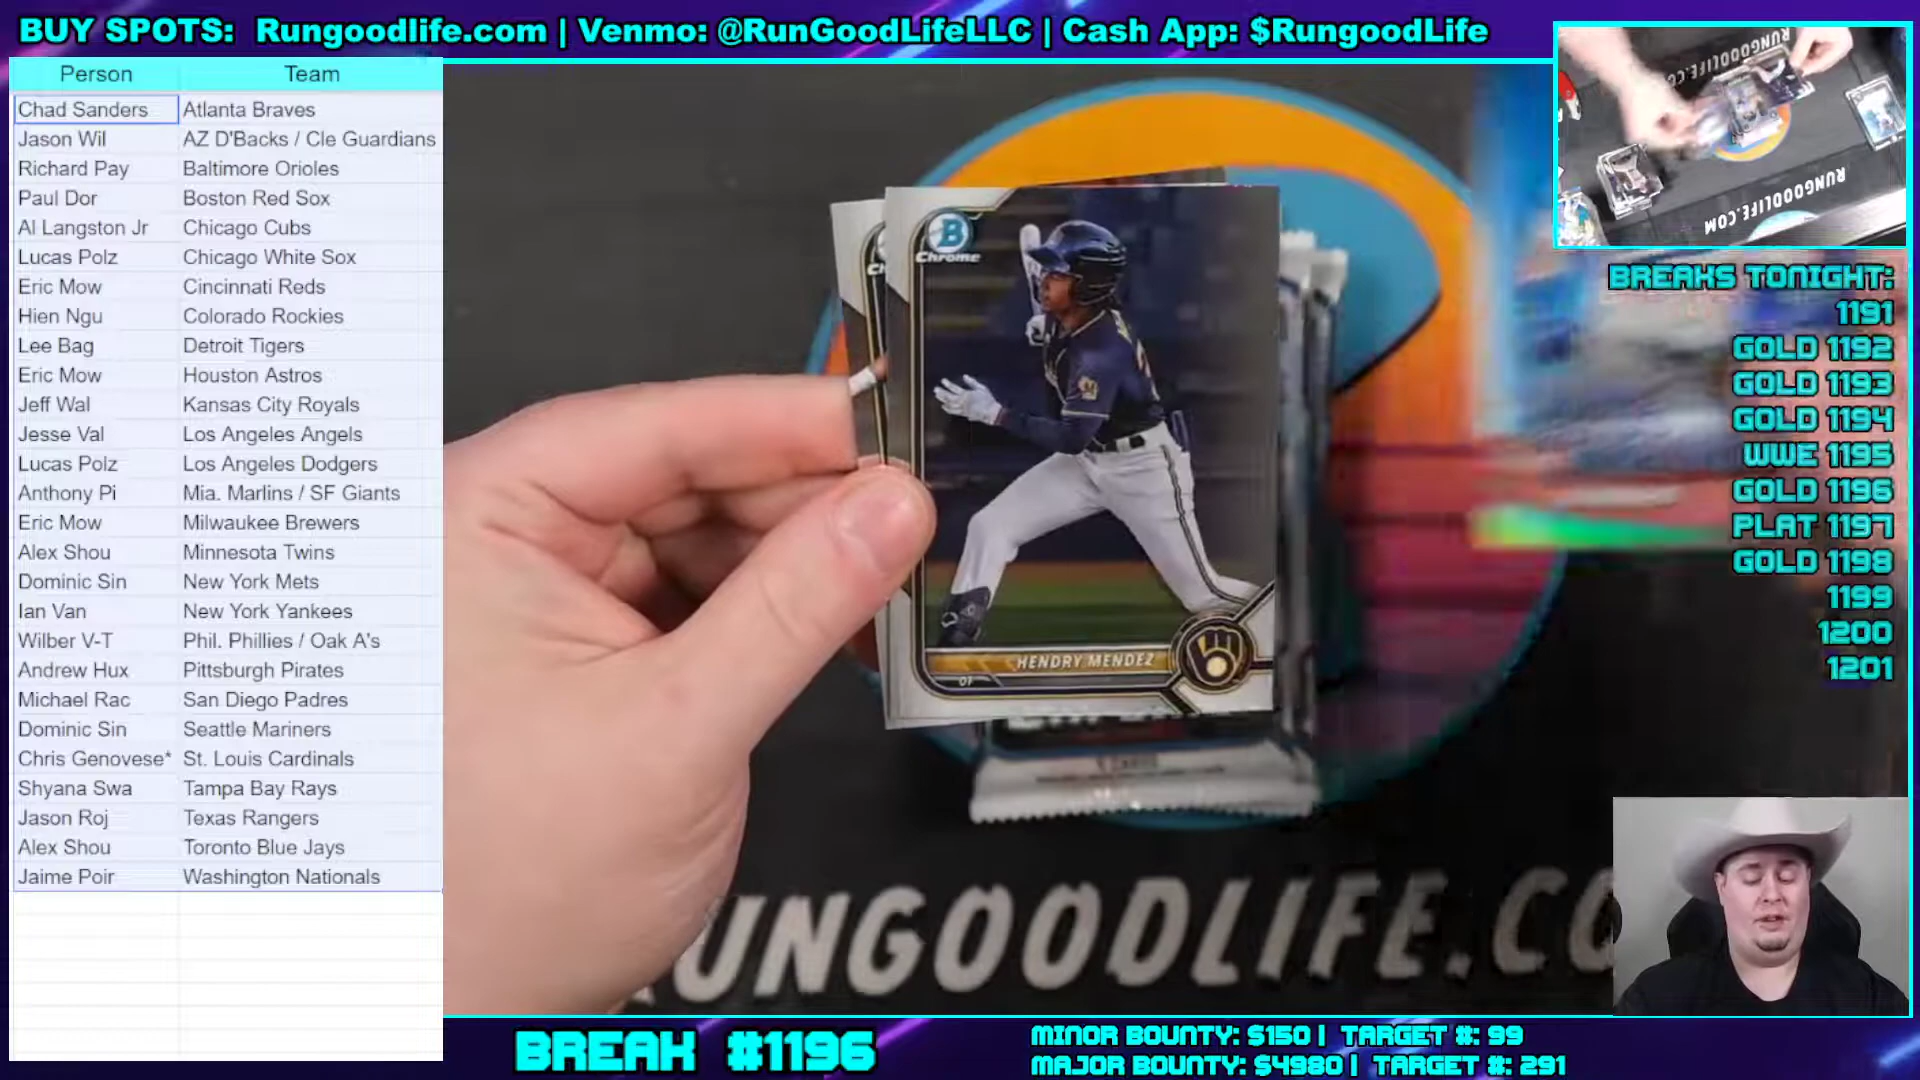 BUY SPOTS: Rungoodlife.com | Venmo: @RunGoodLifeLLC | Cash App: $RungoodLife
Person Team
Chad Sanders Atlanta Braves
Jason Wil AZ D'Backs / Cle Guardians
Richard Pay Baltimore Orioles
Paul Dor Boston Red Sox
Al Langston Jr Chicago Cubs
Lucas Polz Chicago White Sox
Eric Mow Cincinnati Reds
Hien Ngu Colorado Rockies
Lee Bag Detroit Tigers
Eric Mow Houston Astros
Jeff Wal Kansas City Royals
Jesse Val Los Angeles Angels
Lucas Polz Los Angeles Dodgers
Anthony Pi Mia. Marlins / SF Giants
Eric Mow Milwaukee Brewers
Alex Shou Minnesota Twins
Dominic Sin New York Mets
Ian Van New York Yankees
Wilber V-T Phil. Phillies / Oak A's
Andrew Hux Pittsburgh Pirates
Michael Rac San Diego Padres
Dominic Sin Seattle Mariners
Chris Genovese* St. Louis Cardinals
Shyana Swa Tampa Bay Rays
Jason Roj Texas Rangers
Alex Shou Toronto Blue Jays
Jaime Poir Washington Nationals
B
Chrome
HENDRY MENDEZ
OF
RUNGOODLIFE.CO
RUNGOODLIFE.COM
RUNGOODLIFE.COM
BREAKS TONIGHT:
1191
GOLD 1192
GOLD 1193
GOLD 1194
WWE 1195
GOLD 1196
PLAT 1197
GOLD 1198
1199
1200
1201
BREAK #1196
MINOR BOUNTY: $150 | TARGET #: 99
MAJOR BOUNTY: $4980 | TARGET #: 291